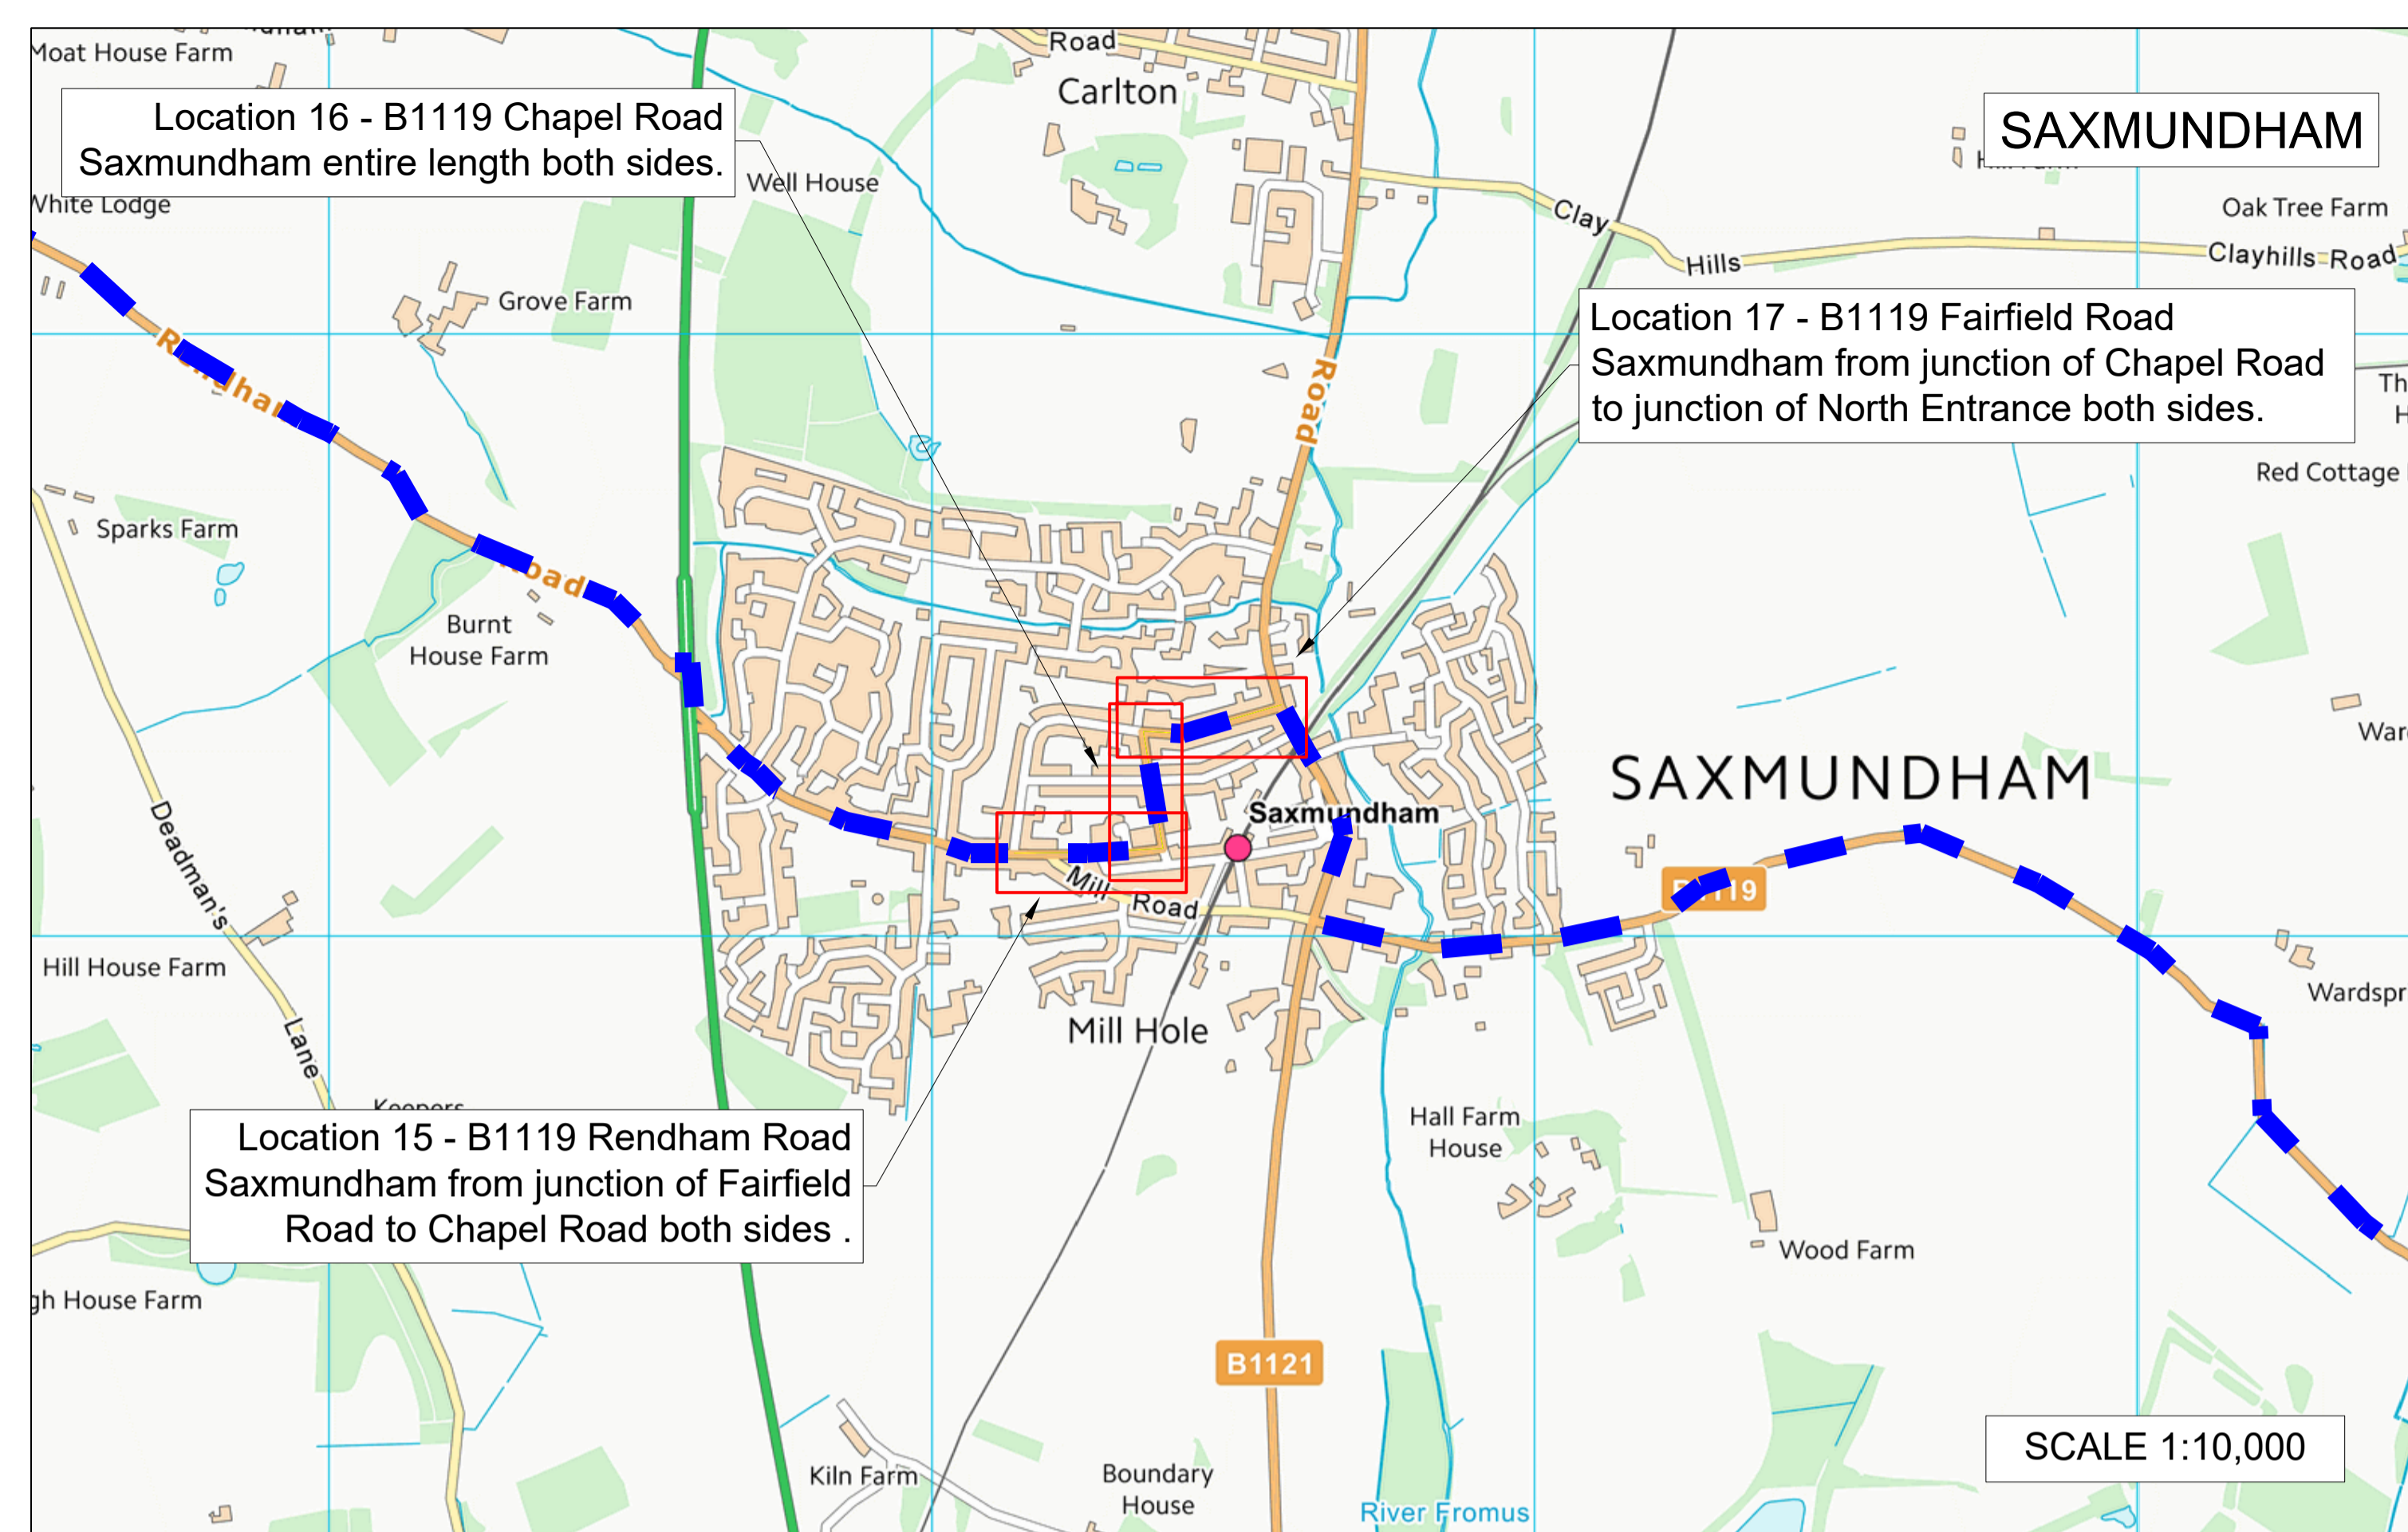 Moat House Farm
Road
Carlton
Location 16 - B1119 Chapel Road
Saxmundham entire length both sides.
SAXMUNDHAM
Well House
White Lodge
Clay
Hills
Oak Tree Farm
Clayhills Road
Grove Farm
Location 17 - B1119 Fairfield Road
Saxmundham from junction of Chapel Road
to junction of North Entrance both sides.
Road
Red Cottage
Sparks Farm
Road
Burnt
House Farm
SAXMUNDHAM
Saxmundham
Deadman's
Lane
Mill Road
B1119
Hill House Farm
Wardspr
Mill Hole
Keepers
Location 15 - B1119 Rendham Road
Saxmundham from junction of Fairfield
Road to Chapel Road both sides .
Hall Farm
House
Wood Farm
gh House Farm
B1121
SCALE 1:10,000
Kiln Farm
Boundary
House
River Fromus